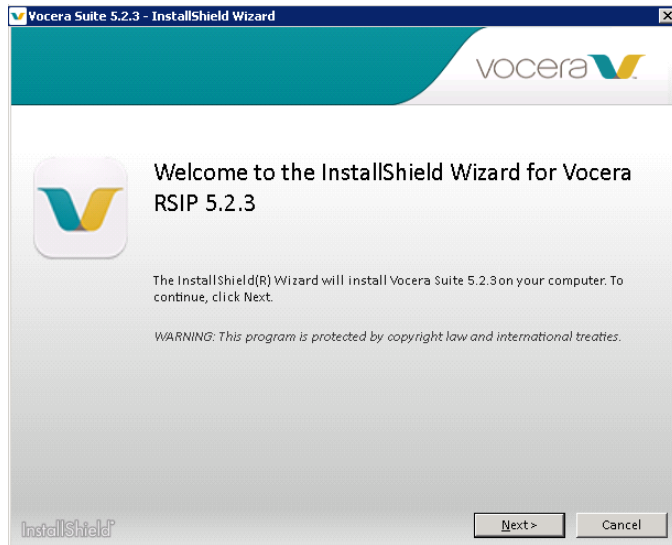 Vocera Suite 5.2.3 - InstallShield Wizard
vocera
Welcome to the InstallShield Wizard for Vocera
RSIP 5.2.3
The InstallShield(R) Wizard will install Vocera Suite 5.2.3 on your computer. To
continue, click Next.
WARNING: This program is protected by copyright law and international treaties.
InstallShield
Next >
Cancel